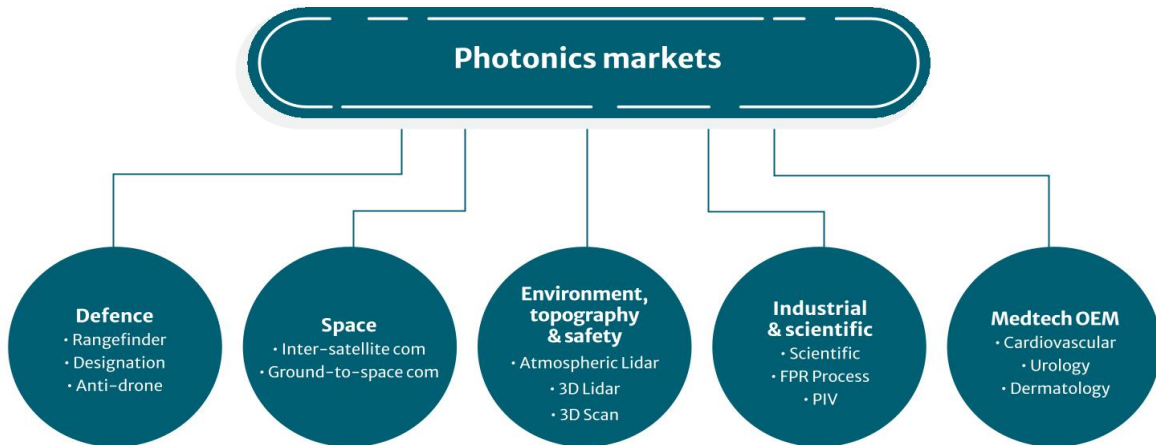 Photonics markets
Defence
• Rangefinder
• Designation
• Anti-drone
Space
• Inter-satellite com
• Ground-to-space com
Environment,
topography
& safety
• Atmospheric Lidar
• 3D Lidar
• 3D Scan
Industrial
& scientific
• Scientific
• FPR Process
• PIV
Medtech OEM
• Cardiovascular
• Urology
• Dermatology